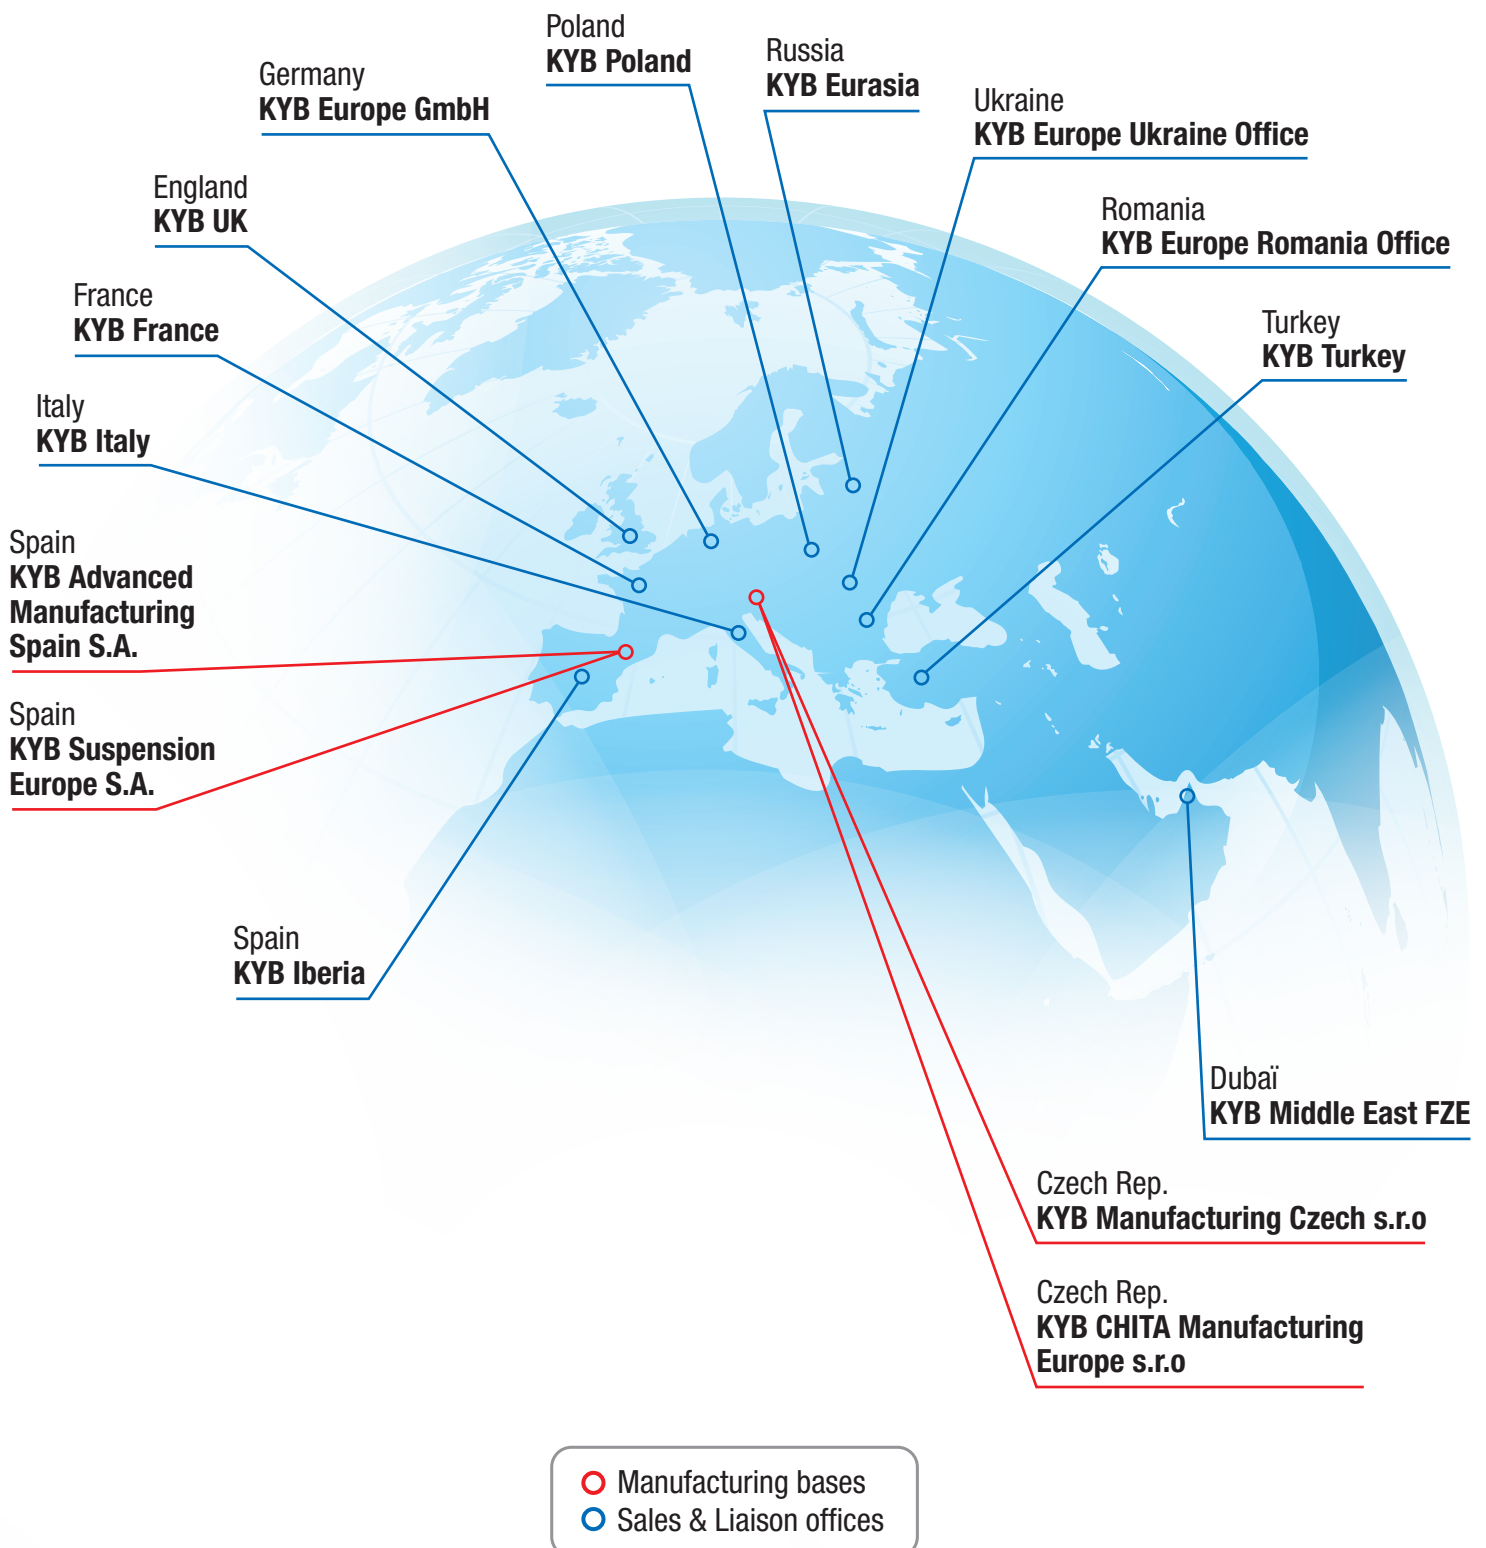 Poland
KYB Poland
Russia
KYB Eurasia
Germany
KYB Europe GmbH
Ukraine
KYB Europe Ukraine Office
England
KYB UK
Romania
KYB Europe Romania Office
France
KYB France
Turkey
KYB Turkey
Italy
KYB Italy
Spain
KYB Advanced
Manufacturing
Spain S.A.
Spain
KYB Suspension
Europe S.A.
Spain
KYB Iberia
Dubaï
KYB Middle East FZE
Czech Rep.
KYB Manufacturing Czech s.r.o
Czech Rep.
KYB CHITA Manufacturing
Europe s.r.o
Manufacturing bases
Sales & Liaison offices